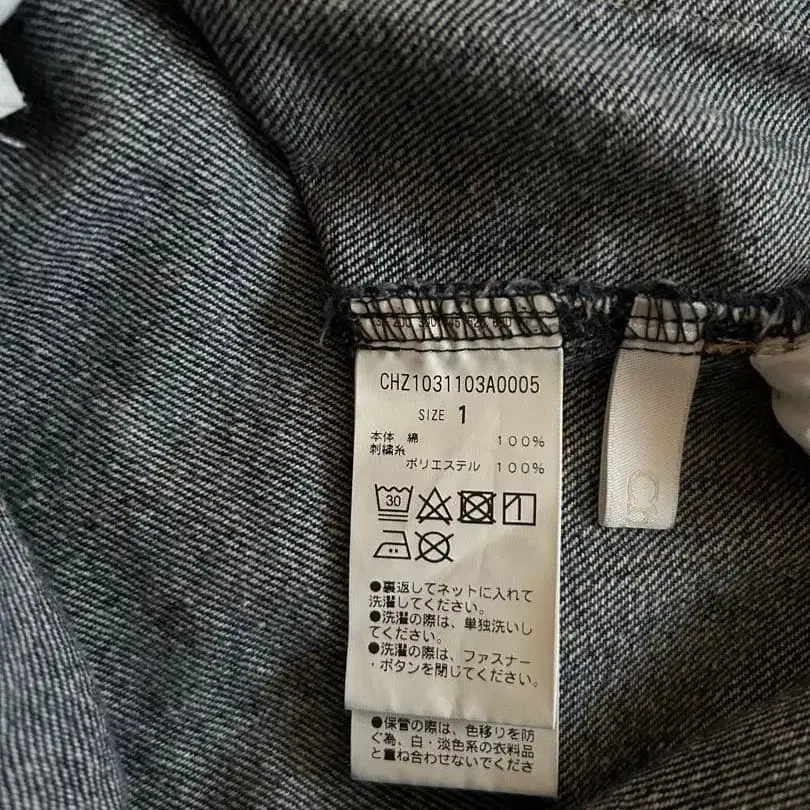 CHZ1031103A0005
SIZE 1
本体 綿 100%
刺繍糸
ポリエステル 100%
30
●裏返してネットに入れて
洗濯してください。
●洗濯の際は、単独洗いし
てください。
●洗濯の際は、ファスナー
・ボタンを閉じてください。
●保管の際は、色移りを防
ぐ為、白・淡色系の衣料品
と重ね合わせないでくださ